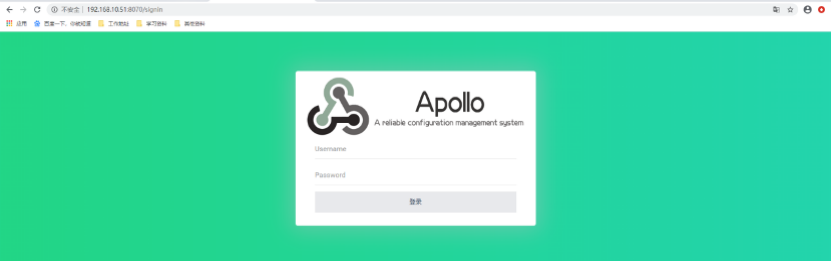 不安全 | 192.168.10.51:8070/signin
应用 百度一下，你就知道 工作地址 学习资料 其他资料
Apollo
A reliable configuration management system
Username
Password
登录